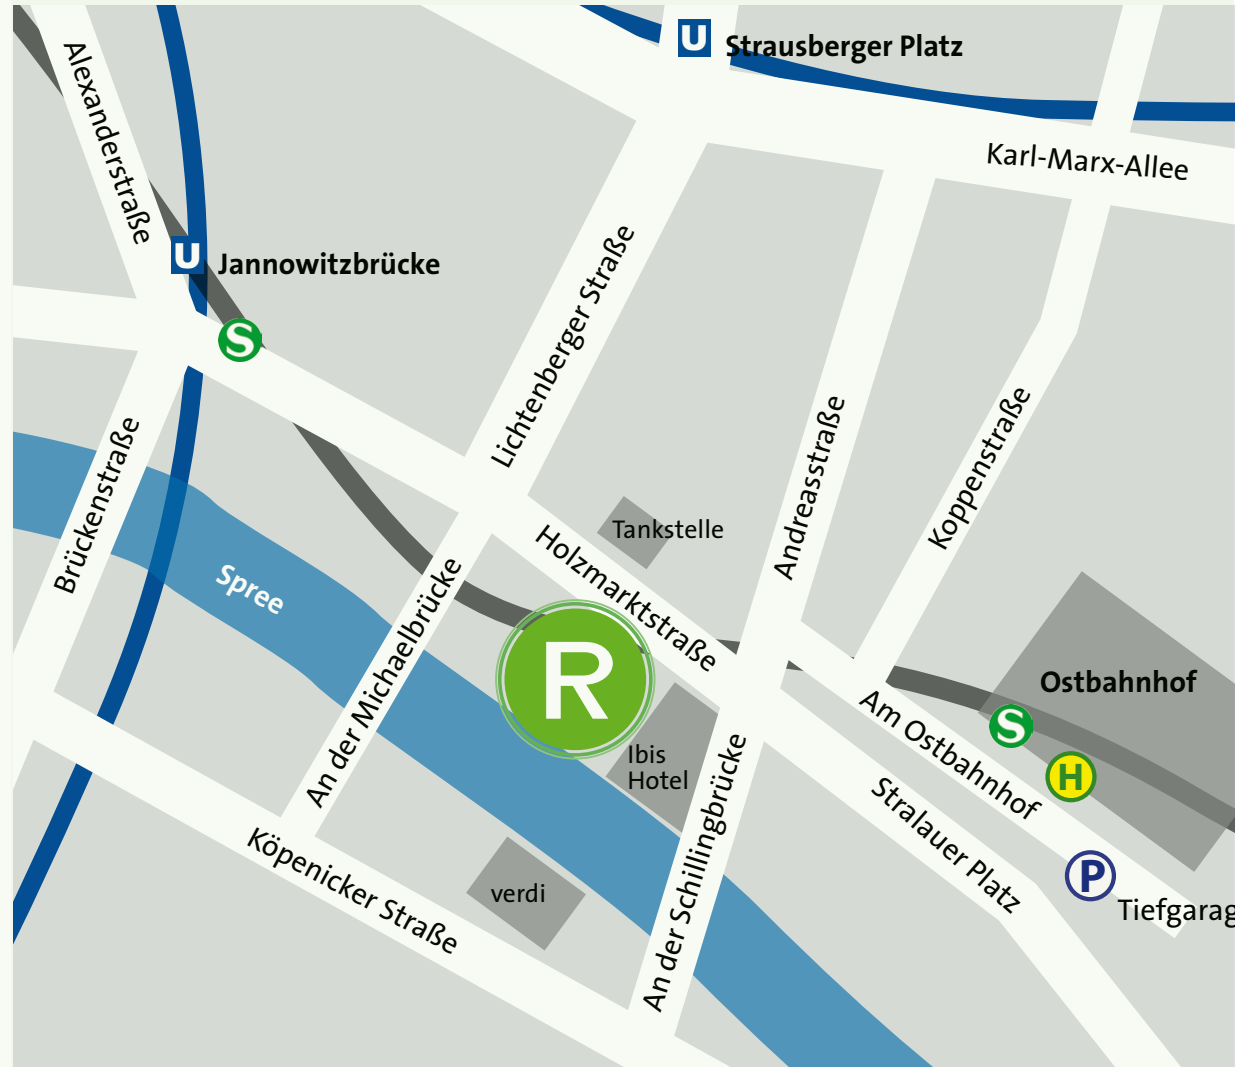 U Strausberger Platz
Alexanderstraße
Karl-Marx-Allee
U Jannowitzbrücke
S
Lichtenberger Straße
Andreasstraße
Koppenstraße
Brückenstraße
Tankstelle
Holzmarktstraße
Spree
An der Michaelbrücke
R
Ostbahnhof
S
H
Am Ostbahnhof
Ibis
Hotel
An der Schillingbrücke
Stralauer Platz
P
Tiefgarag
Köpenicker Straße
verdi